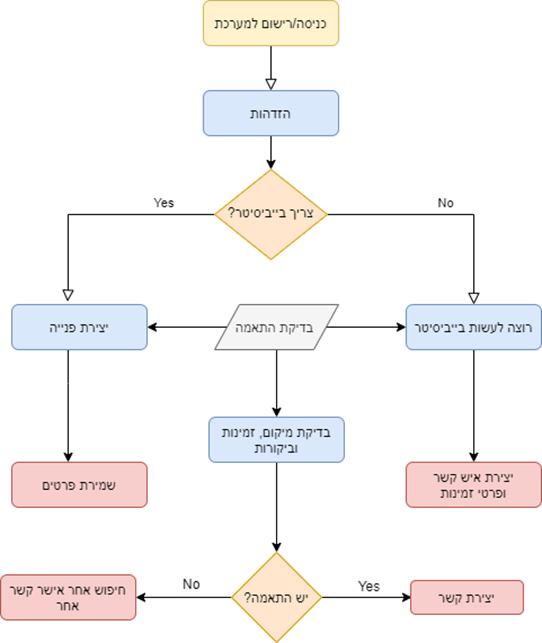 כניסה/רישום למערכת
הזדהות
צריך בייביסיטר?
Yes
No
יצירת פנייה
בדיקת התאמה
רוצה לעשות בייביסיטר
בדיקת מיקום, זמינות
וביקורות
שמירת פרטים
יצירת איש קשר
ופרטי זמינות
יש התאמה?
No
Yes
חיפוש אחר אישר קשר
אחר
יצירת קשר